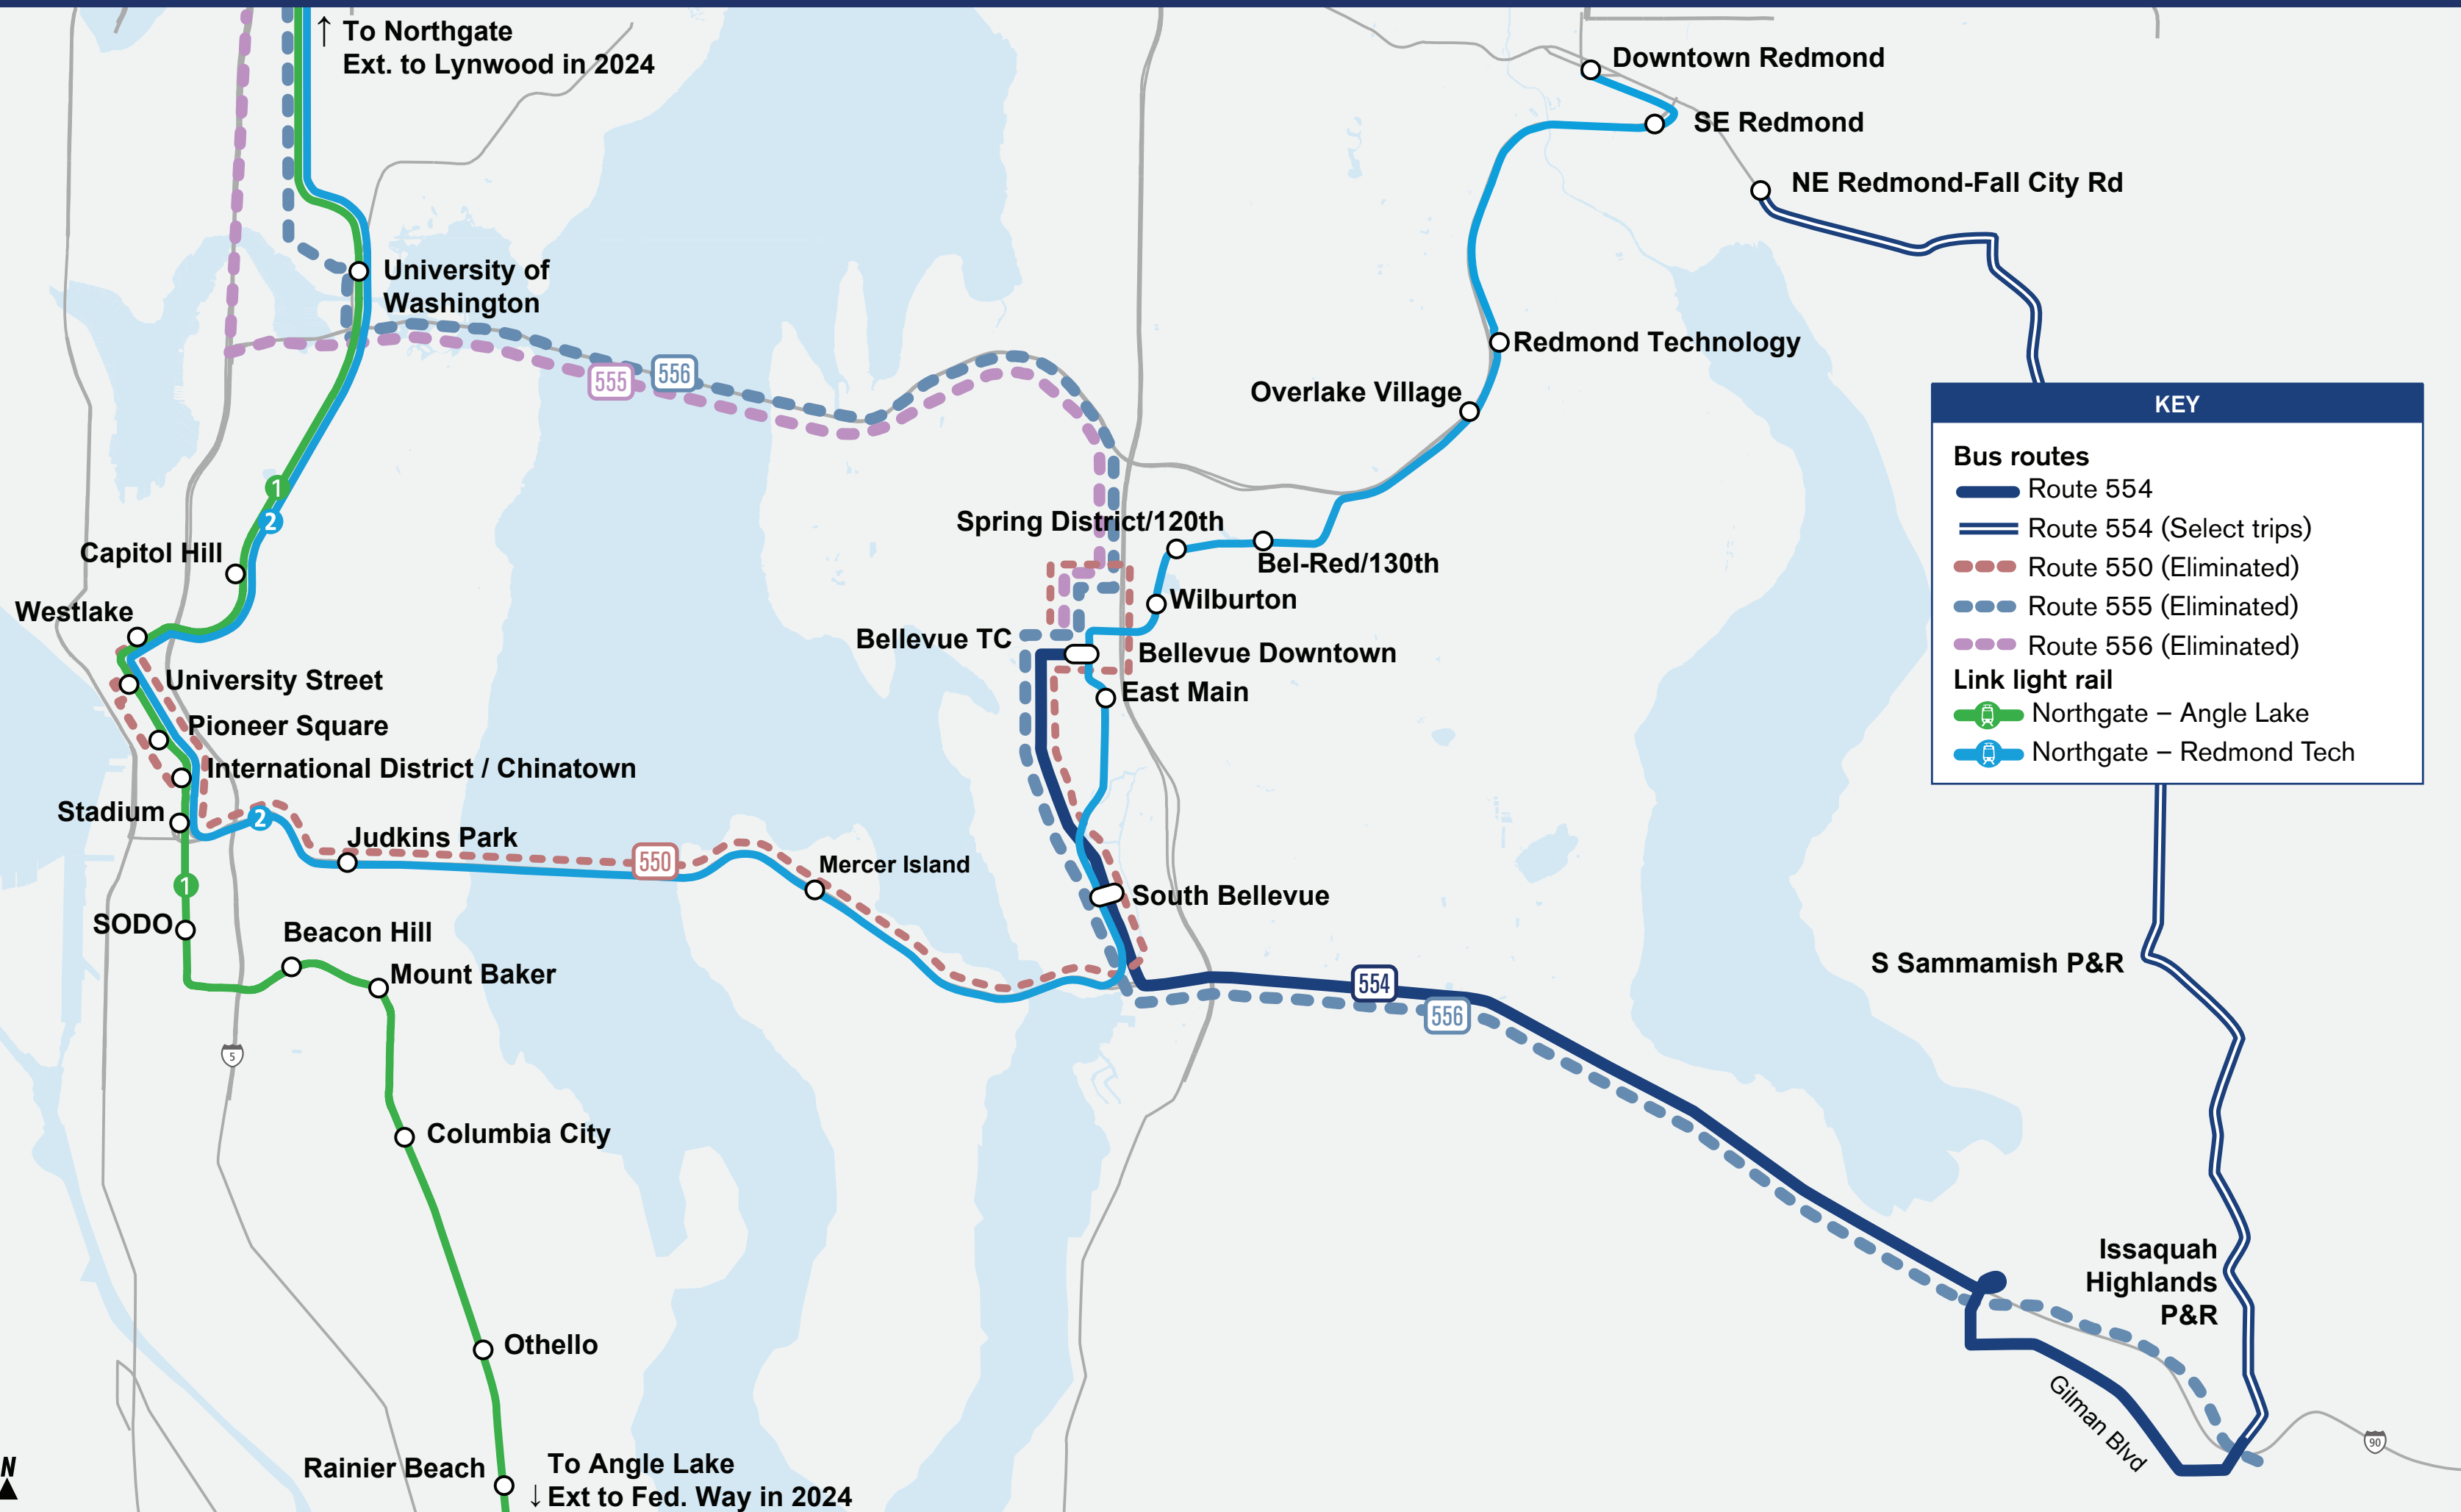 ↑ To Northgate
Ext. to Lynwood in 2024
Downtown Redmond
SE Redmond
NE Redmond-Fall City Rd
University of
Washington
Redmond Technology
555
556
Overlake Village
KEY
Bus routes
Route 554
Route 554 (Select trips)
Route 550 (Eliminated)
Route 555 (Eliminated)
Route 556 (Eliminated)
Link light rail
Northgate – Angle Lake
Northgate – Redmond Tech
1
2
Spring District/120th
Capitol Hill
Bel-Red/130th
Westlake
Wilburton
Bellevue TC
Bellevue Downtown
University Street
East Main
Pioneer Square
International District / Chinatown
Stadium
2
Judkins Park
550
Mercer Island
1
South Bellevue
SODO
Beacon Hill
Mount Baker
554
556
S Sammamish P&R
5
Columbia City
Issaquah
Highlands
P&R
Othello
Gilman Blvd
90
N
Rainier Beach
To Angle Lake
↓ Ext to Fed. Way in 2024